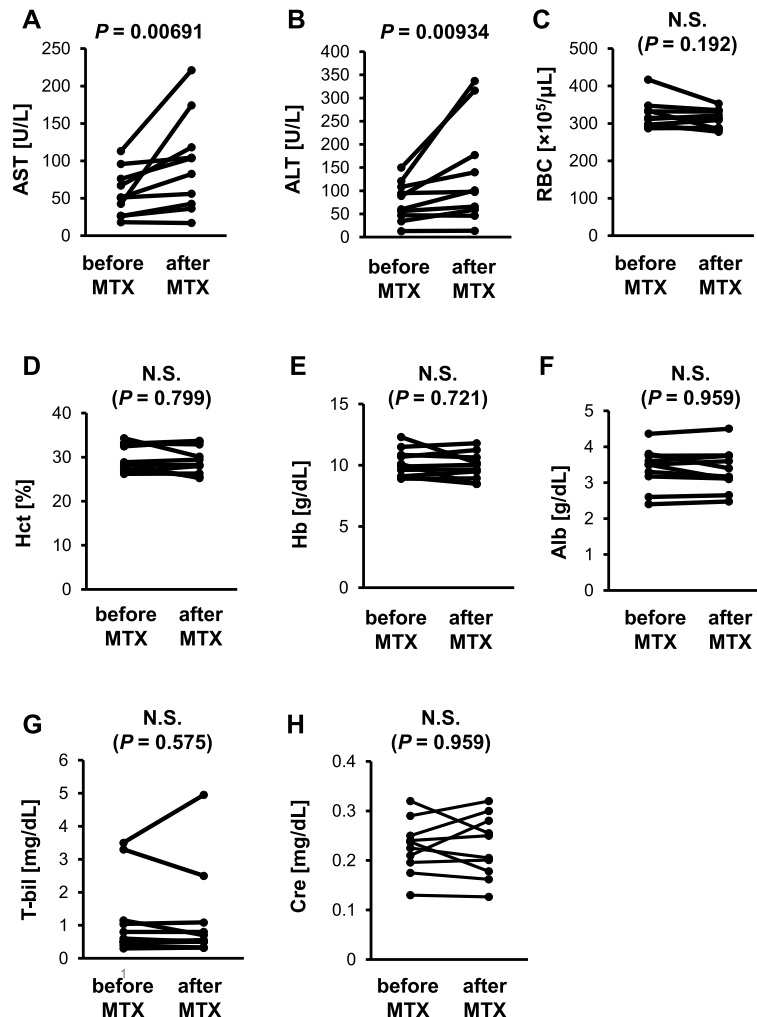 A
P = 0.00691
AST [U/L]
250
200
150
100
50
0
before MTX
after MTX
B
P = 0.00934
ALT [U/L]
400
350
300
250
200
150
100
50
0
before MTX
after MTX
C
N.S.
(P = 0.192)
RBC [×10⁵/µL]
500
400
300
200
100
0
before MTX
after MTX
D
N.S.
(P = 0.799)
Hct [%]
40
30
20
10
0
before MTX
after MTX
E
N.S.
(P = 0.721)
Hb [g/dL]
15
10
5
0
before MTX
after MTX
F
N.S.
(P = 0.959)
Alb [g/dL]
5
4
3
2
1
0
before MTX
after MTX
G
N.S.
(P = 0.575)
T-bil [mg/dL]
6
5
4
3
2
1
0
1
before MTX
after MTX
H
N.S.
(P = 0.959)
Cre [mg/dL]
0.4
0.3
0.2
0.1
0
before MTX
after MTX